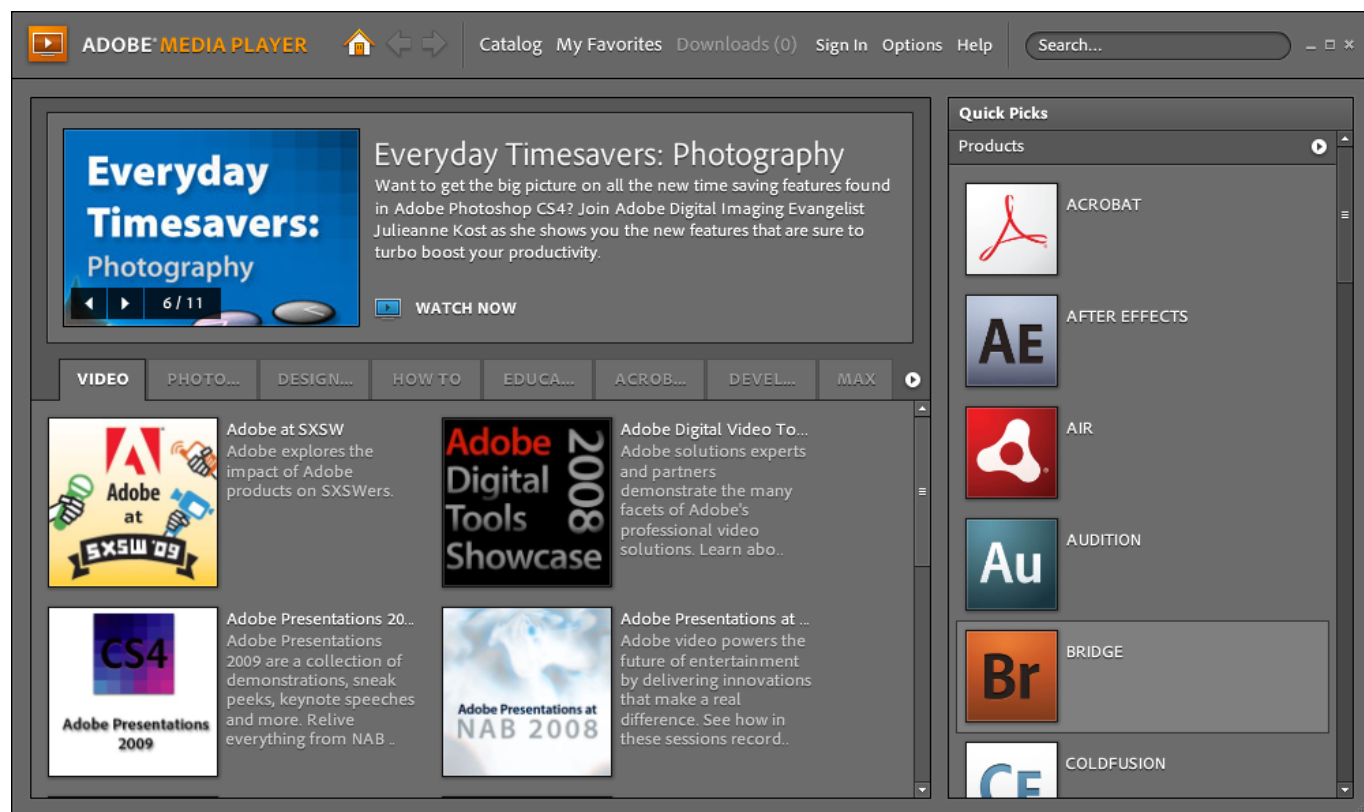 ADOBE® MEDIA PLAYER
Catalog My Favorites Downloads (0) Sign In Options Help
Search...
Everyday
Timesavers:
Photography
6 / 11
Everyday Timesavers: Photography
Want to get the big picture on all the new time saving features found
in Adobe Photoshop CS4? Join Adobe Digital Imaging Evangelist
Julieanne Kost as she shows you the new features that are sure to
turbo boost your productivity.
WATCH NOW
VIDEO PHOTO... DESIGN... HOW TO EDUCA... ACROB... DEVEL... MAX
Adobe
at
SXSW '09
Adobe at SXSW
Adobe explores the
impact of Adobe
products on SXSWers.
Adobe
Digital
Tools
Showcase
2008
Adobe Digital Video To...
Adobe solutions experts
and partners
demonstrate the many
facets of Adobe's
professional video
solutions. Learn abo..
CS4
Adobe Presentations
2009
Adobe Presentations 20...
Adobe Presentations
2009 are a collection of
demonstrations, sneak
peeks, keynote speeches
and more. Relive
everything from NAB ..
Adobe Presentations at
NAB 2008
Adobe Presentations at ...
Adobe video powers the
future of entertainment
by delivering innovations
that make a real
difference. See how in
these sessions record..
Quick Picks
Products
ACROBAT
AE
AFTER EFFECTS
AIR
Au
AUDITION
Br
BRIDGE
CF
COLDFUSION